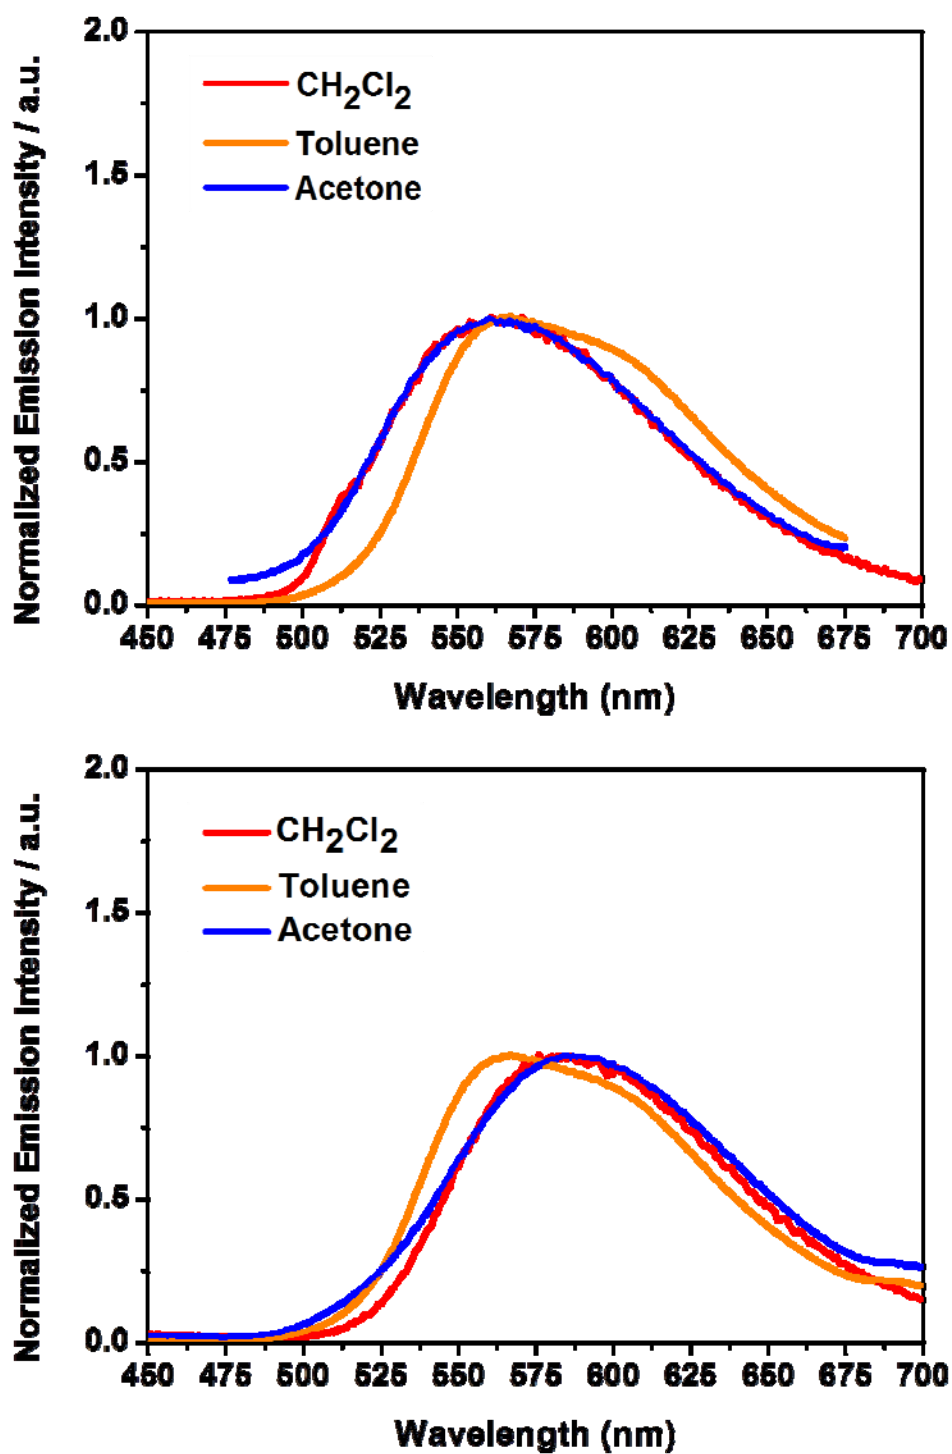 Normalized Emission Intensity / a.u.
2.0
1.5
1.0
0.5
0.0
CH₂Cl₂
Toluene
Acetone
450 475 500 525 550 575 600 625 650 675 700
Wavelength (nm)
Normalized Emission Intensity / a.u.
2.0
1.5
1.0
0.5
0.0
CH₂Cl₂
Toluene
Acetone
450 475 500 525 550 575 600 625 650 675 700
Wavelength (nm)